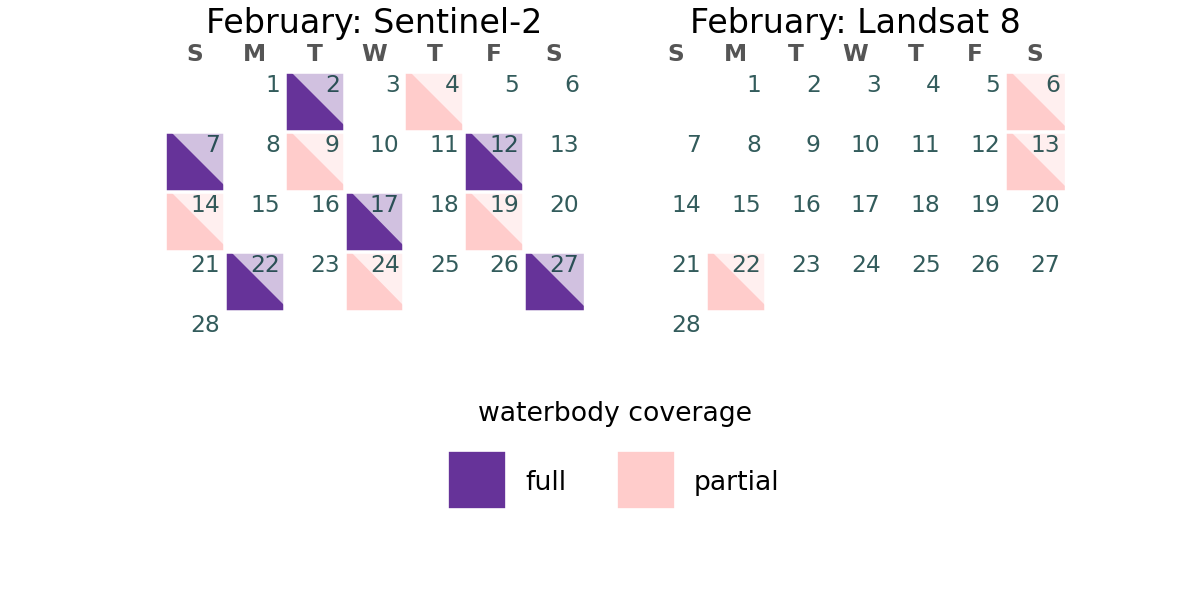 February: Sentinel-2
S M T W T F S
1 2 3 4 5 6
7 8 9 10 11 12 13
14 15 16 17 18 19 20
21 22 23 24 25 26 27
28
February: Landsat 8
S M T W T F S
1 2 3 4 5 6
7 8 9 10 11 12 13
14 15 16 17 18 19 20
21 22 23 24 25 26 27
28
waterbody coverage
full partial